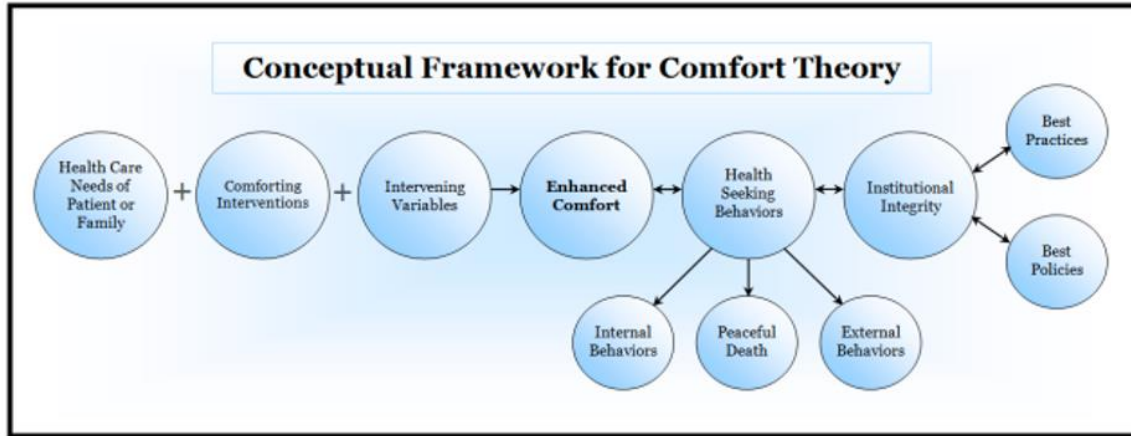 Conceptual Framework for Comfort Theory
Health Care
Needs of
Patient or
Family
+
Comforting
Interventions
+
Intervening
Variables
Enhanced
Comfort
Health
Seeking
Behaviors
Institutional
Integrity
Best
Practices
Best
Policies
Internal
Behaviors
Peaceful
Death
External
Behaviors